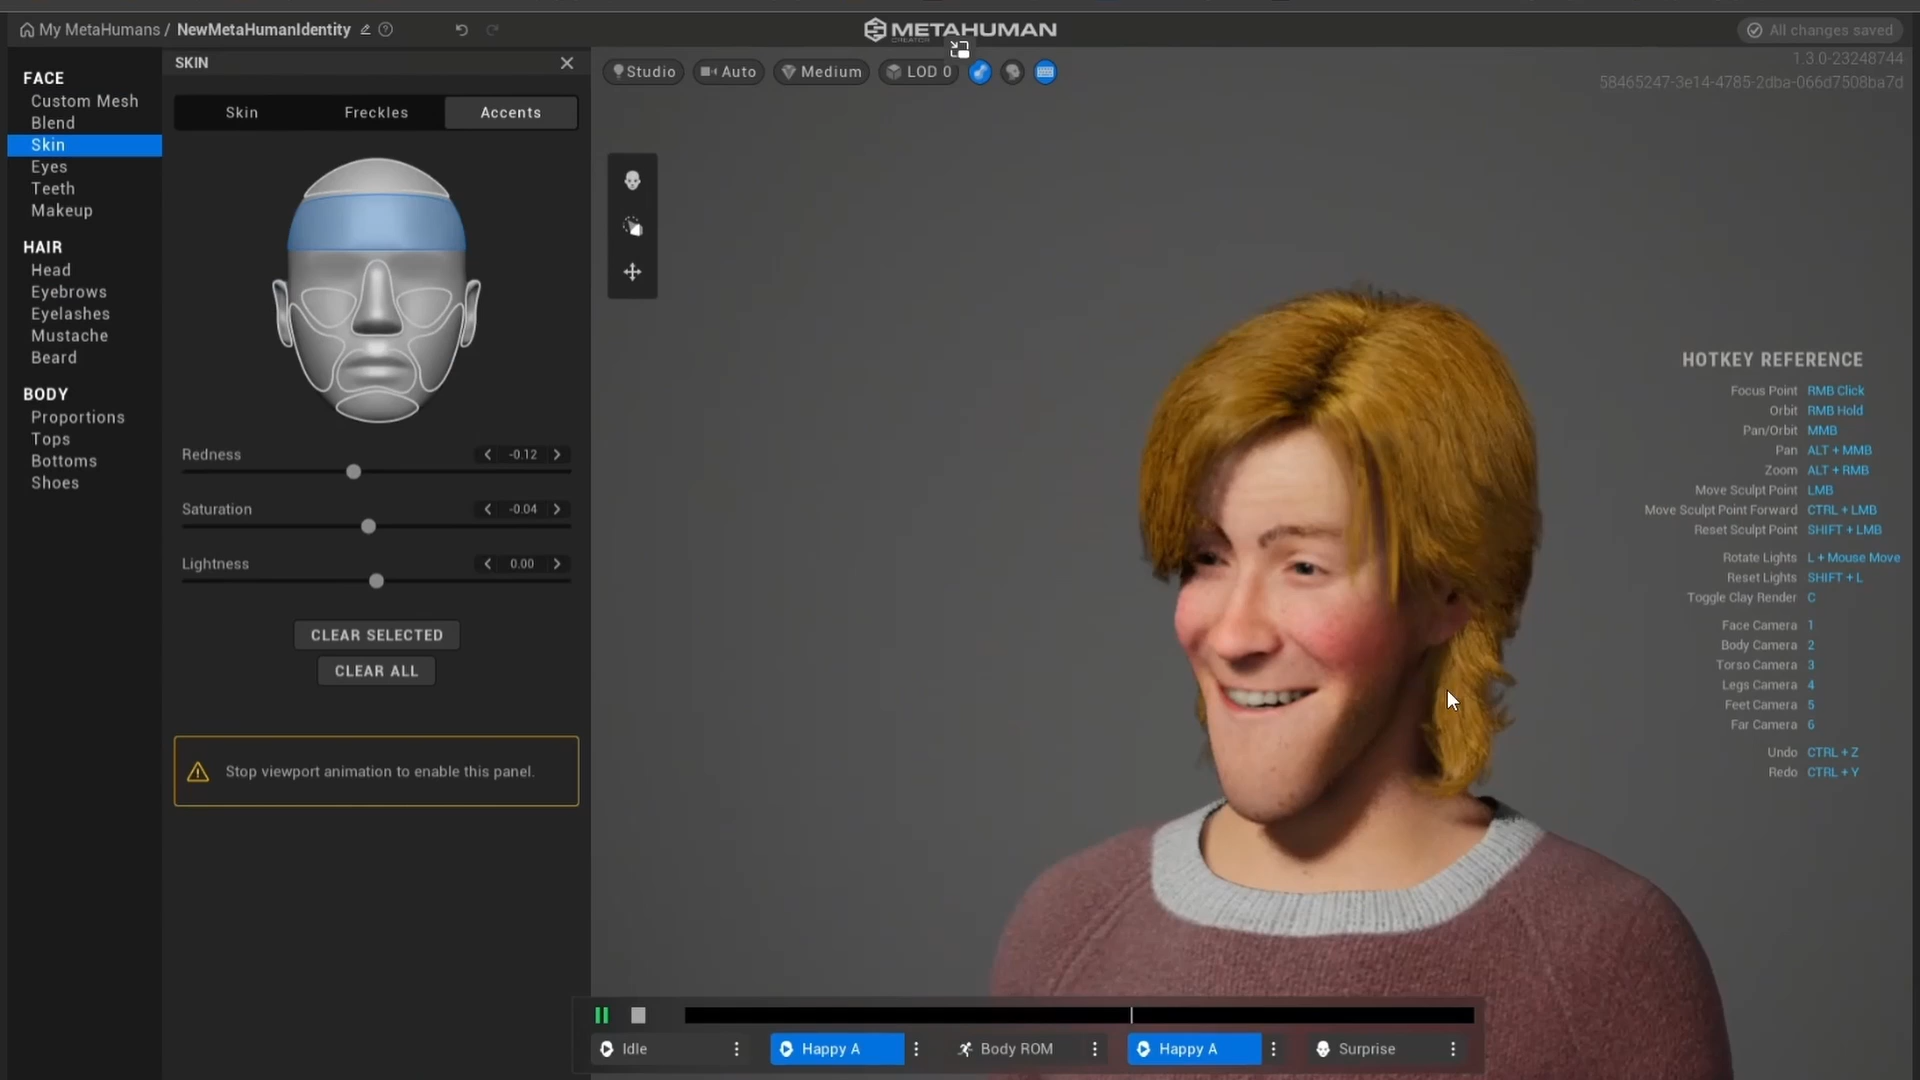 My MetaHumans / NewMetaHumanIdentity
METAHUMAN
CREATOR
All changes saved
1.3.0-23248744
58465247-3e14-4785-2dba-066d7508ba7d
FACE
Custom Mesh
Blend
Skin
Eyes
Teeth
Makeup
HAIR
Head
Eyebrows
Eyelashes
Mustache
Beard
BODY
Proportions
Tops
Bottoms
Shoes
SKIN
Skin Freckles Accents
Redness -0.12
Saturation -0.04
Lightness 0.00
CLEAR SELECTED
CLEAR ALL
Stop viewport animation to enable this panel.
Studio Auto Medium LOD 0
HOTKEY REFERENCE
Focus Point RMB Click
Orbit RMB Hold
Pan/Orbit MMB
Pan ALT + MMB
Zoom ALT + RMB
Move Sculpt Point LMB
Move Sculpt Point Forward CTRL + LMB
Reset Sculpt Point SHIFT + LMB
Rotate Lights L + Mouse Move
Reset Lights SHIFT + L
Toggle Clay Render C
Face Camera 1
Body Camera 2
Torso Camera 3
Legs Camera 4
Feet Camera 5
Far Camera 6
Undo CTRL + Z
Redo CTRL + Y
Idle Happy A Body ROM Happy A Surprise